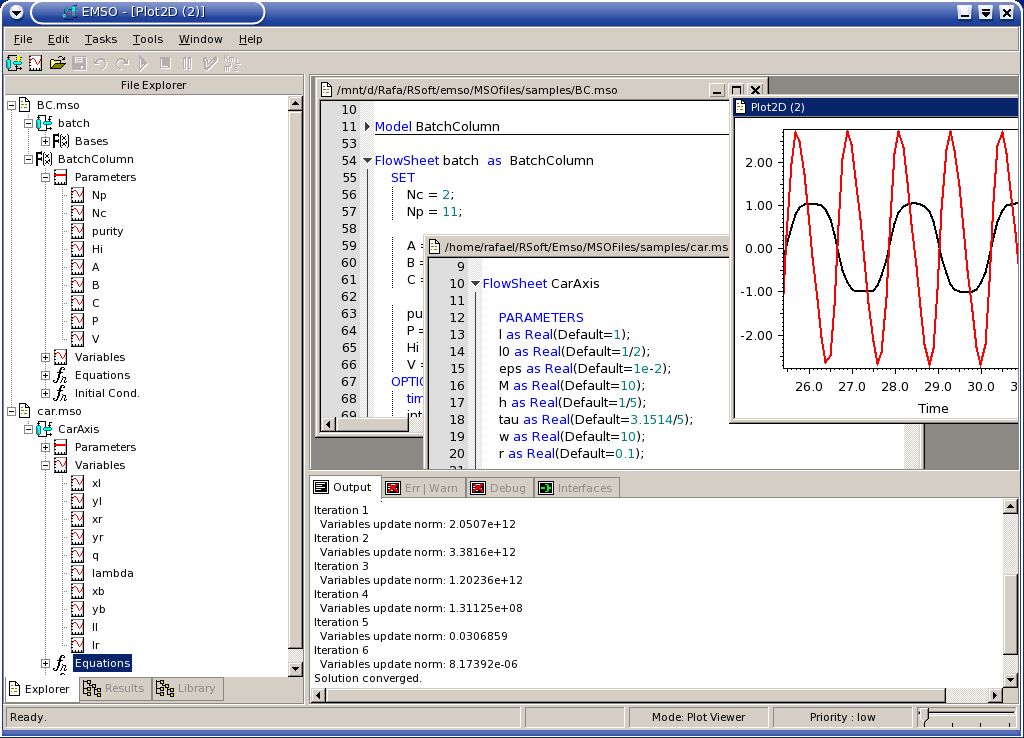 EMSO - [Plot2D (2)]
File Edit Tasks Tools Window Help
File Explorer
BC.mso
batch
Bases
BatchColumn
Parameters
Np
Nc
purity
Hi
A
B
C
P
V
Variables
Equations
Initial Cond.
car.mso
CarAxis
Parameters
Variables
xl
yl
xr
yr
q
lambda
xb
yb
ll
lr
Equations
Explorer Results Library
/mnt/d/Rafa/RSoft/emso/MSOfiles/samples/BC.mso
10
11 Model BatchColumn
53
54 FlowSheet batch as BatchColumn
55 SET
56 Nc = 2;
57 Np = 11;
58
59 A =
60 B =
61 C =
62
63 pu
64 P =
65 Hi
66 V =
67 OPTIO
68 tim
69 int
/home/rafael/RSoft/Emso/MSOFiles/samples/car.ms
9
10 FlowSheet CarAxis
11
12 PARAMETERS
13 l as Real(Default=1);
14 l0 as Real(Default=1/2);
15 eps as Real(Default=1e-2);
16 M as Real(Default=10);
17 h as Real(Default=1/5);
18 tau as Real(Default=3.1514/5);
19 w as Real(Default=10);
20 r as Real(Default=0.1);
21
Plot2D (2)
2.00
1.00
0.00
-1.00
-2.00
26.0 27.0 28.0 29.0 30.0 3
Time
Output Err | Warn Debug Interfaces
Iteration 1
Variables update norm: 2.0507e+12
Iteration 2
Variables update norm: 3.3816e+12
Iteration 3
Variables update norm: 1.20236e+12
Iteration 4
Variables update norm: 1.31125e+08
Iteration 5
Variables update norm: 0.0306859
Iteration 6
Variables update norm: 8.17392e-06
Solution converged.
Ready. Mode: Plot Viewer Priority : low